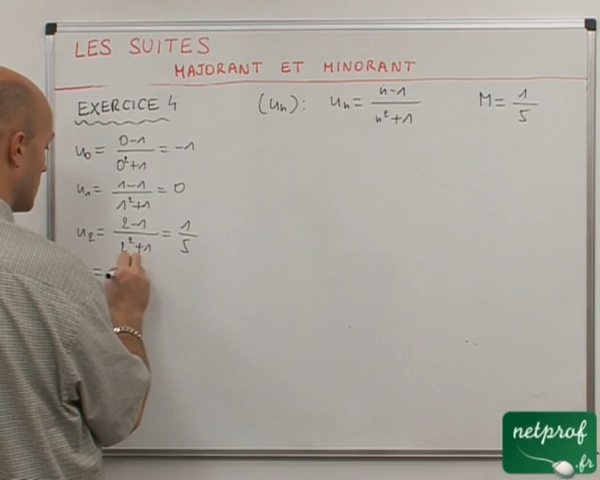 LES SUITES
MAJORANT ET MINORANT
EXERCICE 4 (uₙ): uₙ = (n-1)/(n²+1) M = 1/5
u₀ = (0-1)/(0²+1) = -1
u₁ = (1-1)/(1²+1) = 0
u₂ = (2-1)/(2²+1) = 1/5
=
netprof
.fr